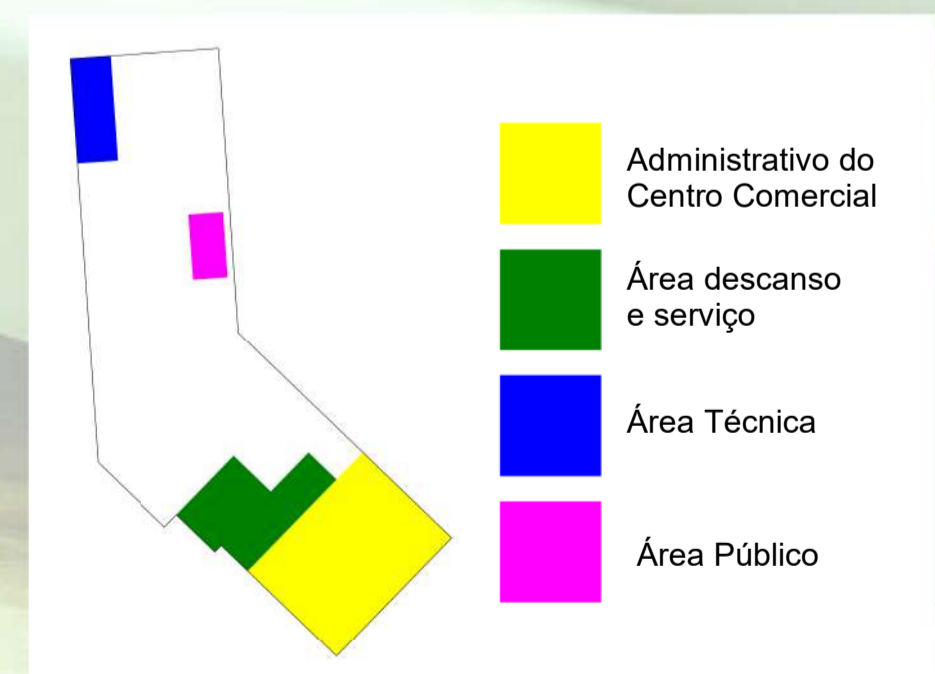 Administrativo do
Centro Comercial
Área descanso
e serviço
Área Técnica
Área Público